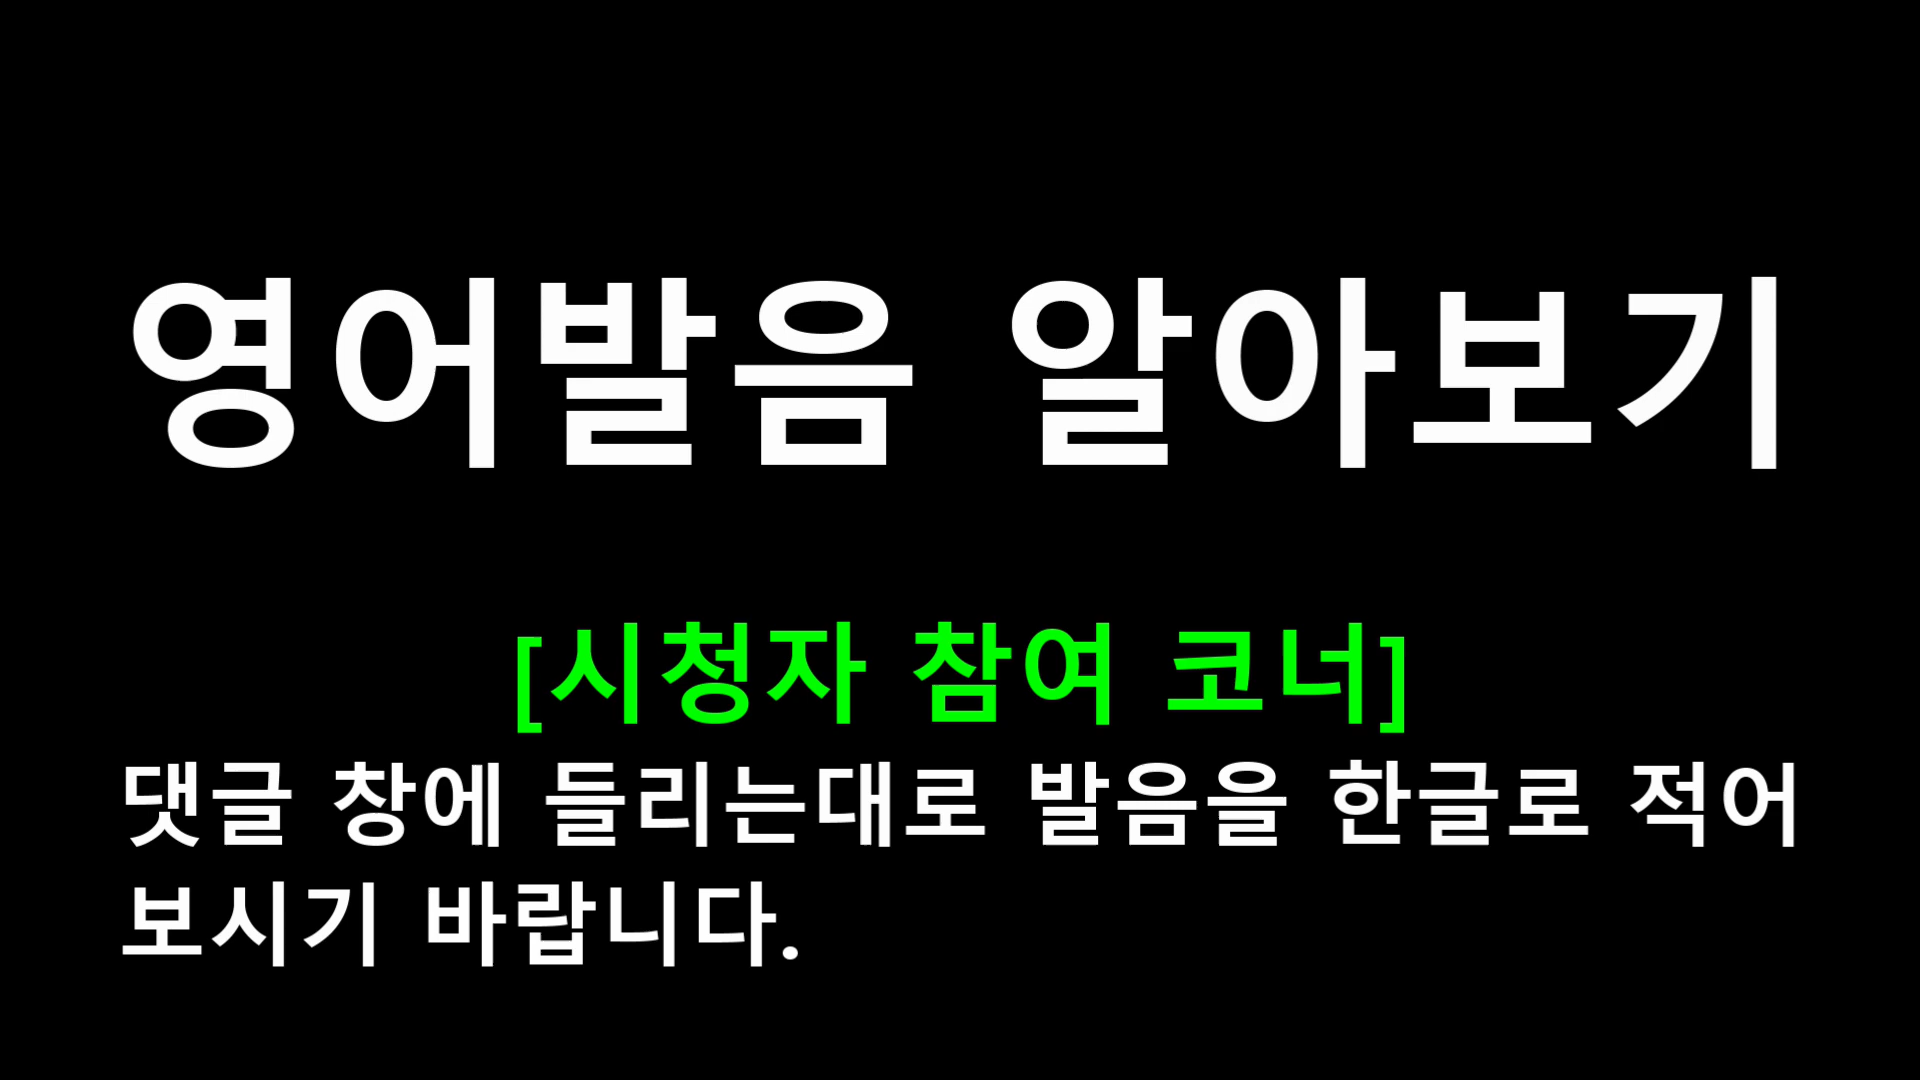 영어발음 알아보기
[시청자 참여 코너]
댓글 창에 들리는대로 발음을 한글로 적어
보시기 바랍니다.